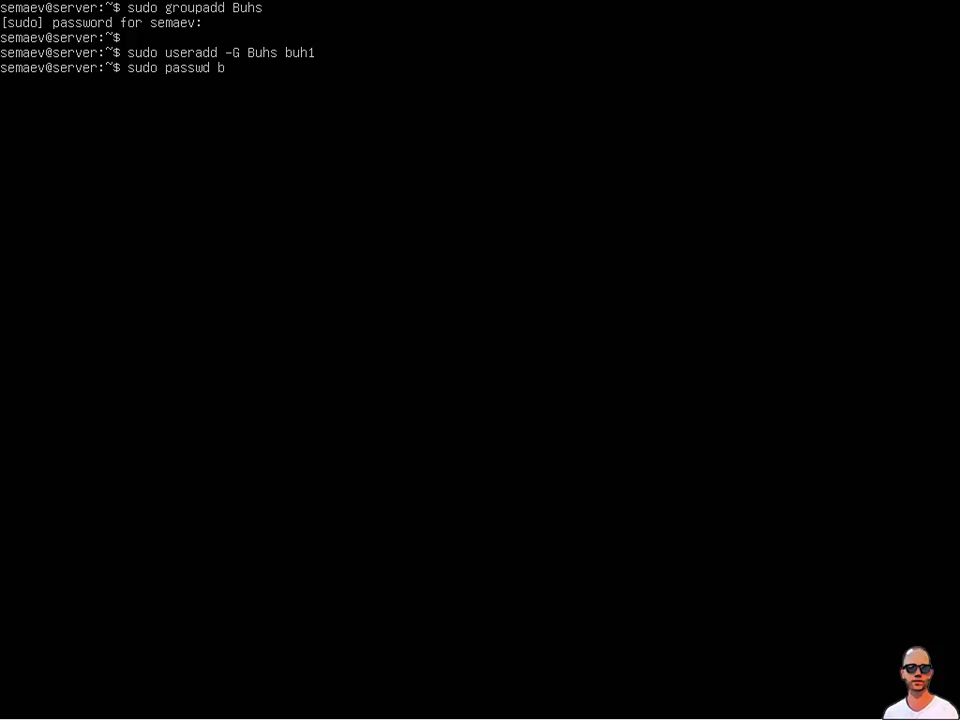 semaev@server:~$ sudo groupadd Buhs
[sudo] password for semaev:
semaev@server:~$
semaev@server:~$ sudo useradd -G Buhs buh1
semaev@server:~$ sudo passwd b